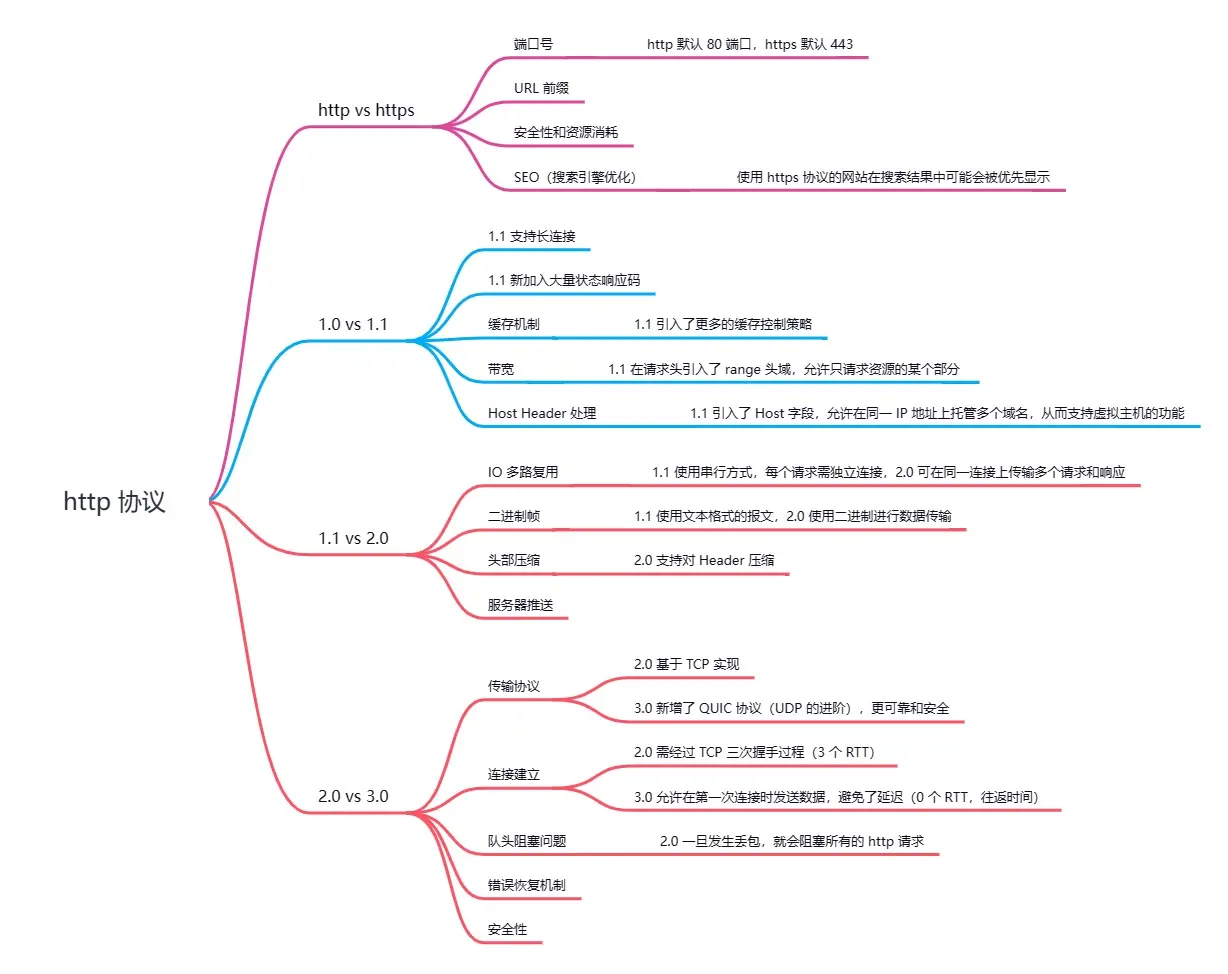 http 协议
http vs https
端口号
http 默认 80 端口，https 默认 443
URL 前缀
安全性和资源消耗
SEO（搜索引擎优化）
使用 https 协议的网站在搜索结果中可能会被优先显示
1.0 vs 1.1
1.1 支持长连接
1.1 新加入大量状态响应码
缓存机制
1.1 引入了更多的缓存控制策略
带宽
1.1 在请求头引入了 range 头域，允许只请求资源的某个部分
Host Header 处理
1.1 引入了 Host 字段，允许在同一 IP 地址上托管多个域名，从而支持虚拟主机的功能
1.1 vs 2.0
IO 多路复用
1.1 使用串行方式，每个请求需独立连接，2.0 可在同一连接上传输多个请求和响应
二进制帧
1.1 使用文本格式的报文，2.0 使用二进制进行数据传输
头部压缩
2.0 支持对 Header 压缩
服务器推送
2.0 vs 3.0
传输协议
2.0 基于 TCP 实现
3.0 新增了 QUIC 协议（UDP 的进阶），更可靠和安全
连接建立
2.0 需经过 TCP 三次握手过程（3 个 RTT）
3.0 允许在第一次连接时发送数据，避免了延迟（0 个 RTT，往返时间）
队头阻塞问题
2.0 一旦发生丢包，就会阻塞所有的 http 请求
错误恢复机制
安全性